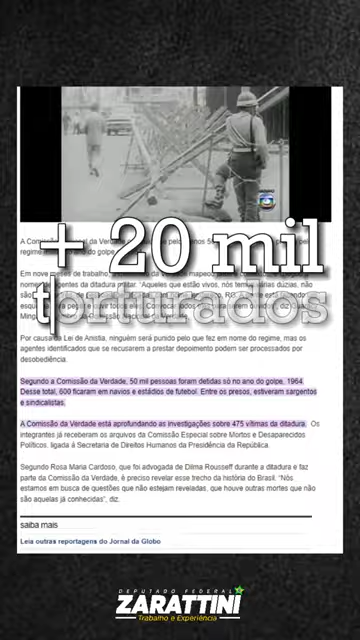 + 20 mil
torturados
A Comissão
Por causa da Lei de Anistia, ninguém será punido pelo que fez em nome do regime, mas os
agentes identificados que se recusarem a prestar depoimento podem ser processados por
desobediência.
Segundo a Comissão da Verdade, 50 mil pessoas foram detidas só no ano do golpe, 1964.
Desse total, 600 ficaram em navios e estádios de futebol. Entre os presos, estiveram sargentos
e sindicalistas.
A Comissão da Verdade está aprofundando as investigações sobre 475 vítimas da ditadura. Os
integrantes já receberam os arquivos da Comissão Especial sobre Mortos e Desaparecidos
Políticos, ligada à Secretaria de Direitos Humanos da Presidência da República.
Segundo Rosa Maria Cardoso, que foi advogada de Dilma Rousseff durante a ditadura e faz
parte da Comissão da Verdade, é preciso revelar esse trecho da história do Brasil. "Nós
estamos em busca de questões que não estejam reveladas, que houve outras mortes que não
são aquelas já conhecidas", diz.
saiba mais
Leia outras reportagens do Jornal da Globo
DEPUTADO FEDERAL
ZARATTINI
Trabalho e Experiência